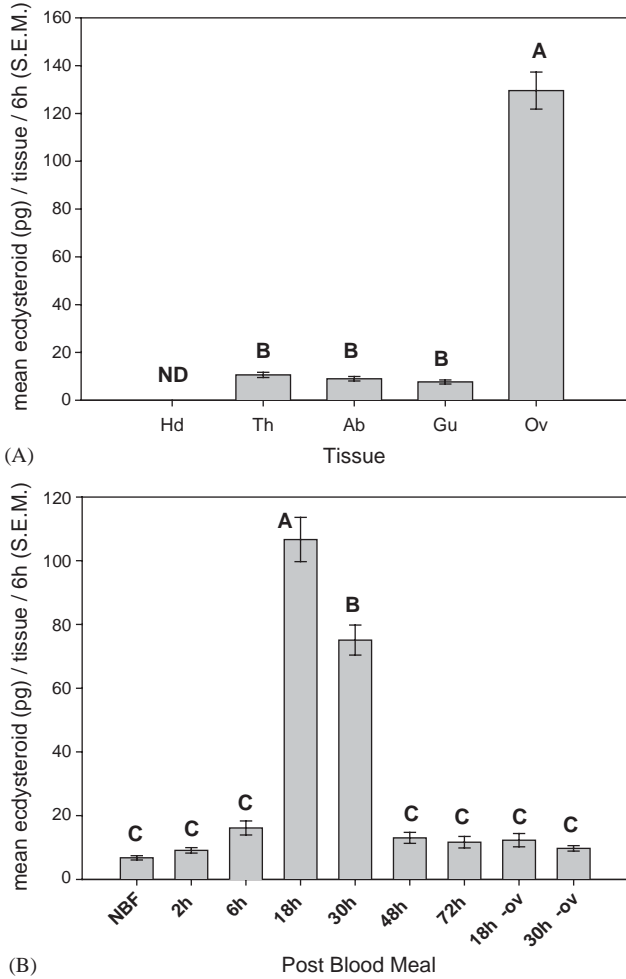 mean ecdysteroid (pg) / tissue / 6h (S.E.M.)
160
140
120
100
80
60
40
20
0
ND
B
B
B
A
Hd
Th
Ab
Gu
Ov
(A)
Tissue
mean ecdysteroid (pg) / tissue / 6h (S.E.M.)
120
100
80
60
40
20
0
C
C
C
A
B
C
C
C
C
NBF
2h
6h
18h
30h
48h
72h
18h -ov
30h -ov
(B)
Post Blood Meal